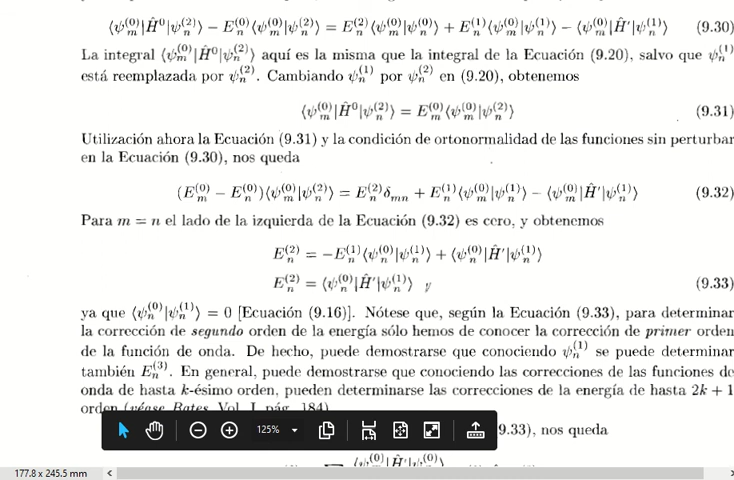 ⟨ψ_m^(0)|Ĥ^0|ψ_n^(2)⟩ − E_n^(0)⟨ψ_m^(0)|ψ_n^(2)⟩ = E_n^(2)⟨ψ_m^(0)|ψ_n^(0)⟩ + E_n^(1)⟨ψ_m^(0)|ψ_n^(1)⟩ − ⟨ψ_m^(0)|Ĥ′|ψ_n^(1)⟩ (9.30)
La integral ⟨ψ_m^(0)|Ĥ^0|ψ_n^(2)⟩ aquí es la misma que la integral de la Ecuación (9.20), salvo que ψ_n^(1)
está reemplazada por ψ_n^(2). Cambiando ψ_n^(1) por ψ_n^(2) en (9.20), obtenemos
⟨ψ_m^(0)|Ĥ^0|ψ_n^(2)⟩ = E_m^(0)⟨ψ_m^(0)|ψ_n^(2)⟩ (9.31)
Utilización ahora la Ecuación (9.31) y la condición de ortonormalidad de las funciones sin perturbar
en la Ecuación (9.30), nos queda
(E_m^(0) − E_n^(0))⟨ψ_m^(0)|ψ_n^(2)⟩ = E_n^(2)δ_mn + E_n^(1)⟨ψ_m^(0)|ψ_n^(1)⟩ − ⟨ψ_m^(0)|Ĥ′|ψ_n^(1)⟩ (9.32)
Para m = n el lado de la izquierda de la Ecuación (9.32) es cero, y obtenemos
E_n^(2) = −E_n^(1)⟨ψ_n^(0)|ψ_n^(1)⟩ + ⟨ψ_n^(0)|Ĥ′|ψ_n^(1)⟩
E_n^(2) = ⟨ψ_n^(0)|Ĥ′|ψ_n^(1)⟩ (9.33)
ya que ⟨ψ_n^(0)|ψ_n^(1)⟩ = 0 [Ecuación (9.16)]. Nótese que, según la Ecuación (9.33), para determinar
la corrección de segundo orden de la energía sólo hemos de conocer la corrección de primer orden
de la función de onda. De hecho, puede demostrarse que conociendo ψ_n^(1) se puede determinar
también E_n^(3). En general, puede demostrarse que conociendo las correcciones de las funciones de
onda de hasta k-ésimo orden, pueden determinarse las correcciones de la energía de hasta 2k + 1
orden (véase Bates, Vol. I, pág. 184)
9.33), nos queda
125%
177.8 x 245.5 mm